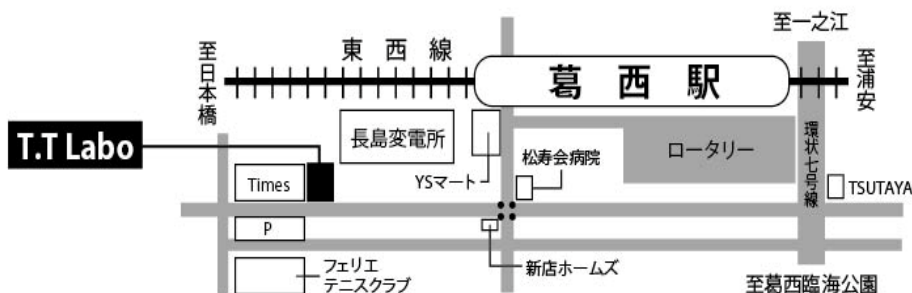 至一之江
至日本橋
東西線
葛西駅
至浦安
T.T Labo
長島変電所
YSマート
松寿会病院
ロータリー
環状七号線
TSUTAYA
Times
P
新店ホームズ
フェリエ
テニスクラブ
至葛西臨海公園